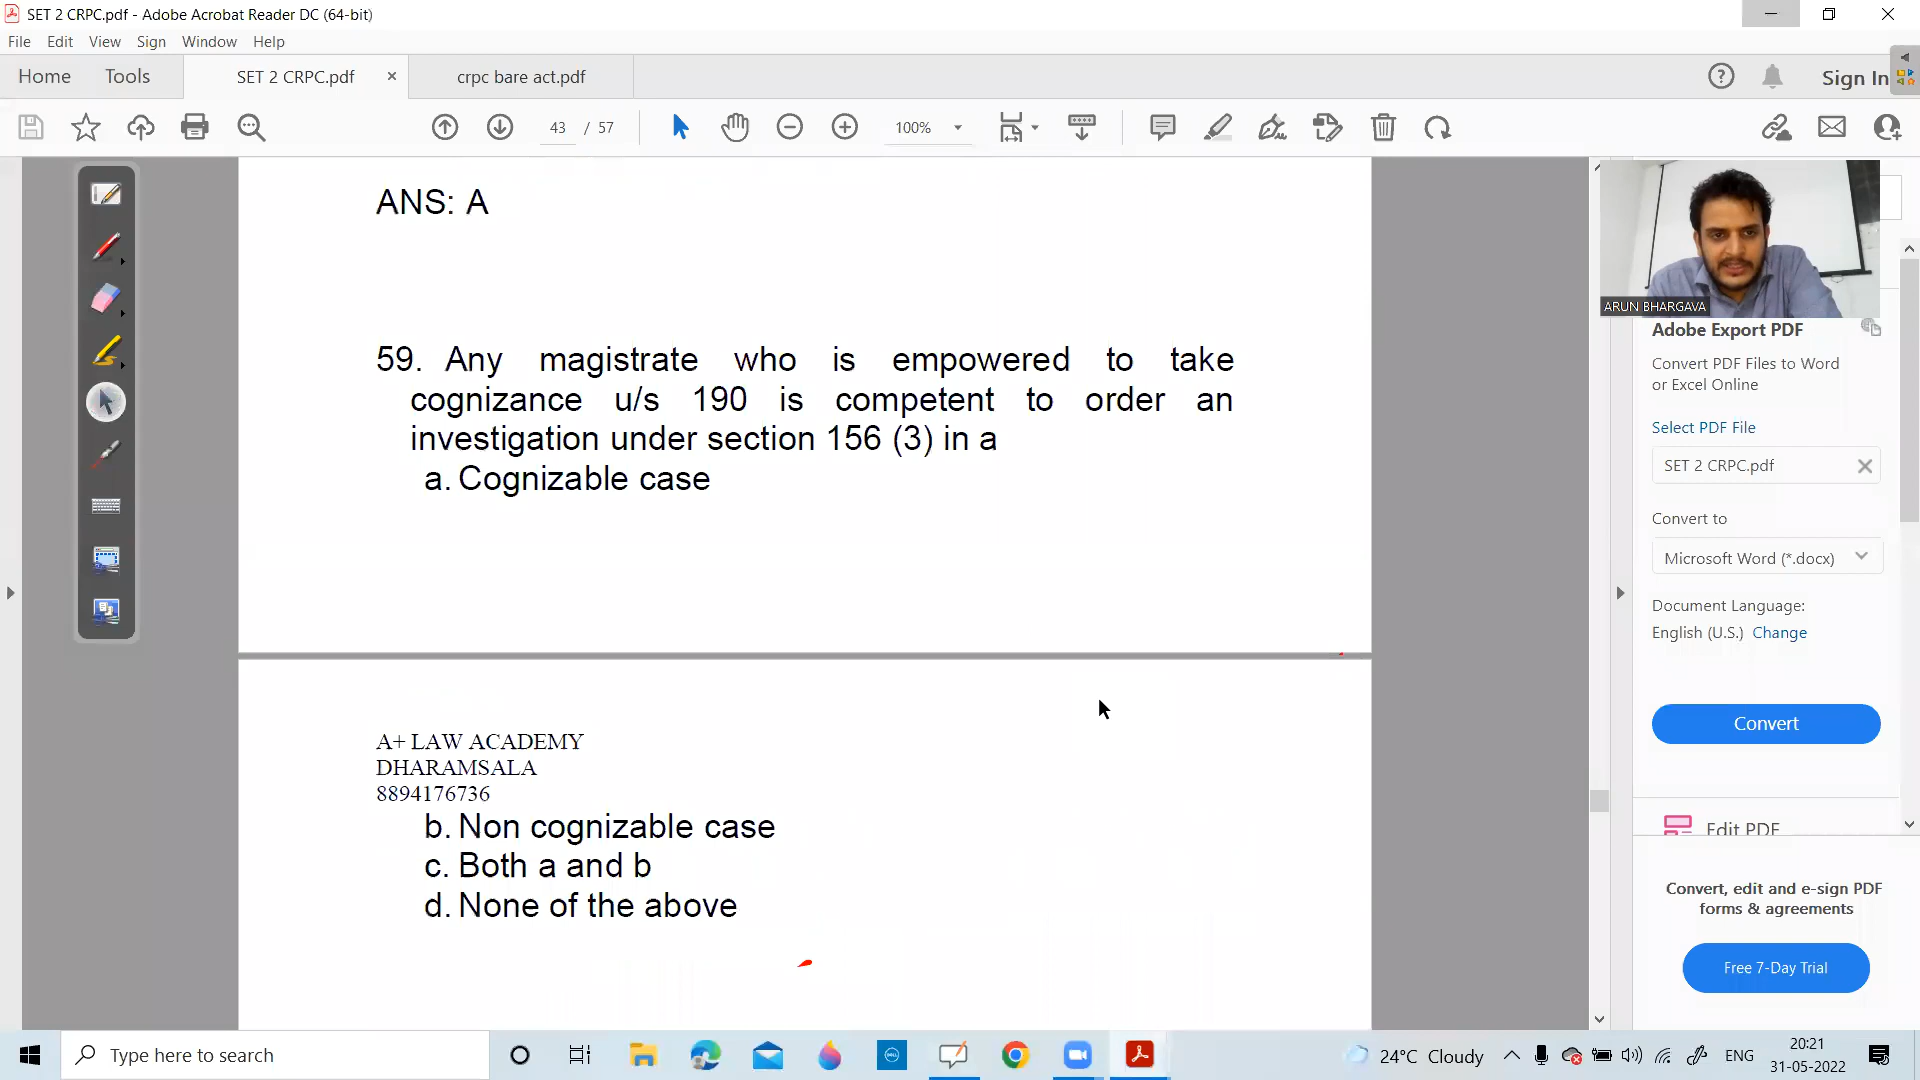 SET 2 CRPC.pdf - Adobe Acrobat Reader DC (64-bit)
File Edit View Sign Window Help
Home Tools SET 2 CRPC.pdf × crpc bare act.pdf Sign In
43 / 57 100%
ANS: A
59. Any magistrate who is empowered to take
cognizance u/s 190 is competent to order an
investigation under section 156 (3) in a
a. Cognizable case
A+ LAW ACADEMY
DHARAMSALA
8894176736
b. Non cognizable case
c. Both a and b
d. None of the above
ARUN BHARGAVA
Adobe Export PDF
Convert PDF Files to Word
or Excel Online
Select PDF File
SET 2 CRPC.pdf
Convert to
Microsoft Word (*.docx)
Document Language:
English (U.S.) Change
Convert
Edit PDF
Convert, edit and e-sign PDF
forms & agreements
Free 7-Day Trial
Type here to search
DELL
24°C Cloudy
ENG
20:21
31-05-2022